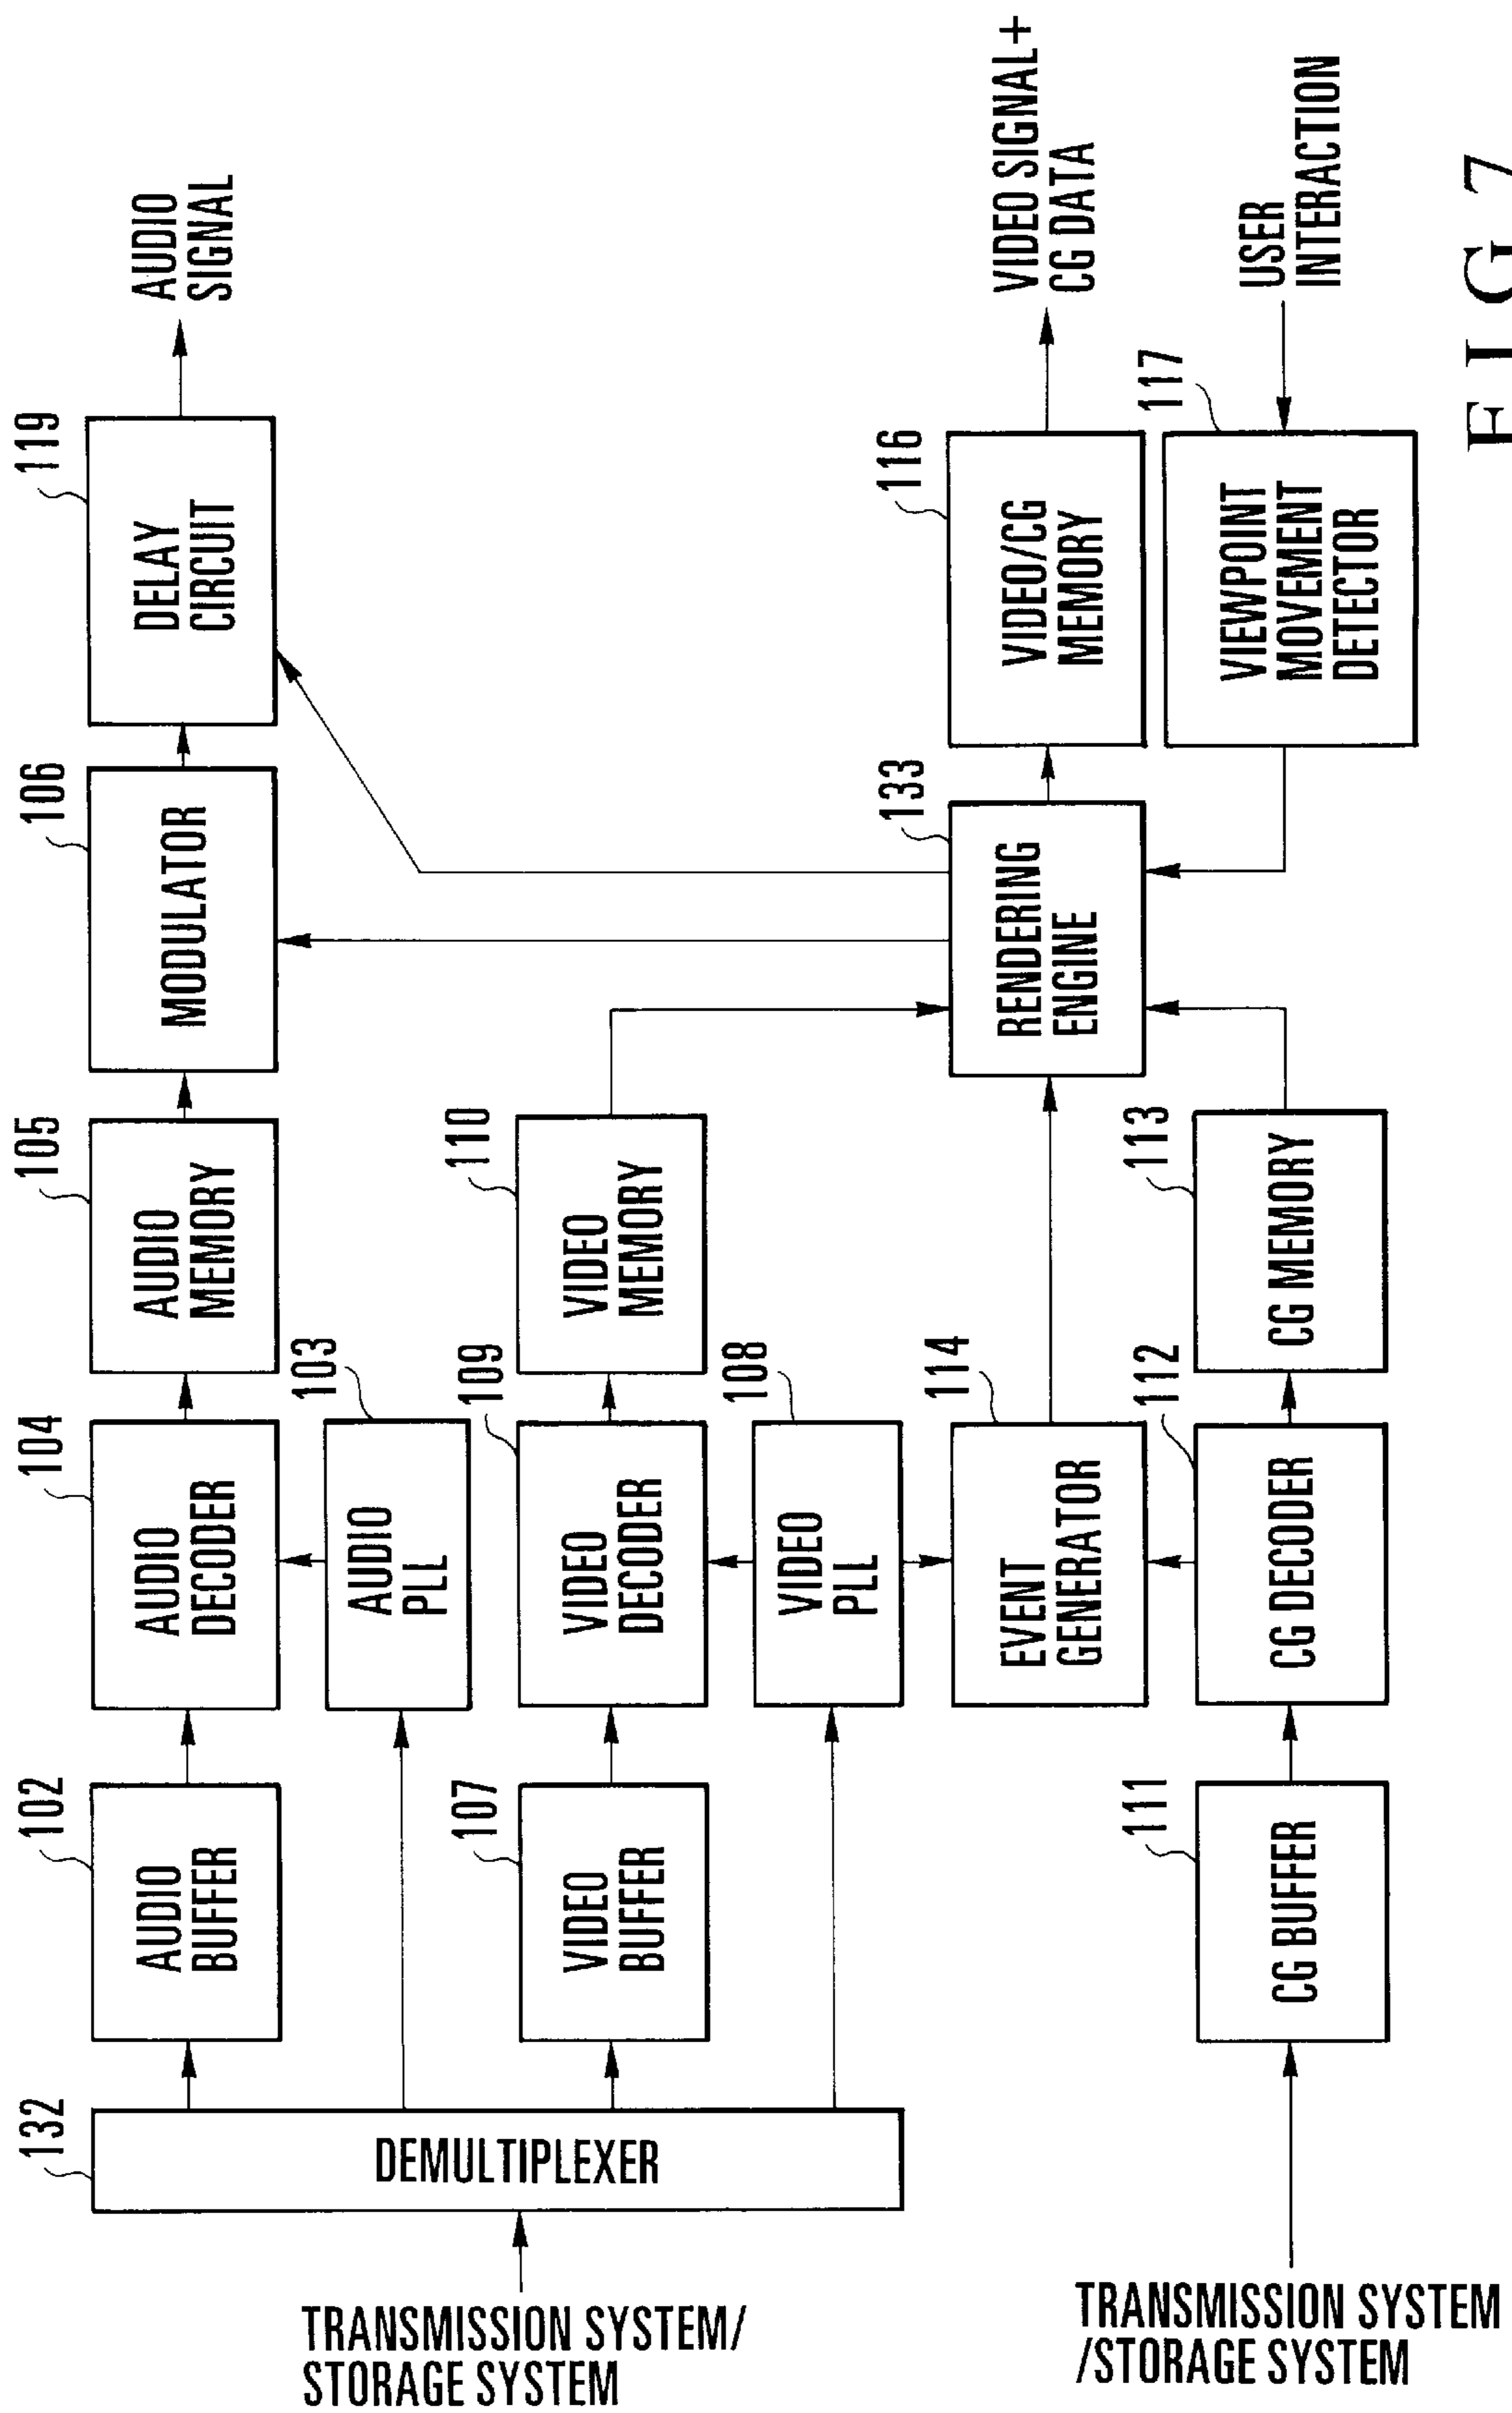 132
DEMULTIPLEXER
TRANSMISSION SYSTEM/
STORAGE SYSTEM
102
AUDIO
BUFFER
104
AUDIO
DECODER
105
AUDIO
MEMORY
106
MODULATOR
119
DELAY
CIRCUIT
AUDIO
SIGNAL
103
AUDIO
PLL
107
VIDEO
BUFFER
109
VIDEO
DECODER
110
VIDEO
MEMORY
108
VIDEO
PLL
114
EVENT
GENERATOR
133
RENDERING
ENGINE
116
VIDEO/CG
MEMORY
VIDEO SIGNAL+
CG DATA
TRANSMISSION SYSTEM
/STORAGE SYSTEM
111
CG BUFFER
112
CG DECODER
113
CG MEMORY
117
VIEWPOINT
MOVEMENT
DETECTOR
USER
INTERACTION
FIG.7